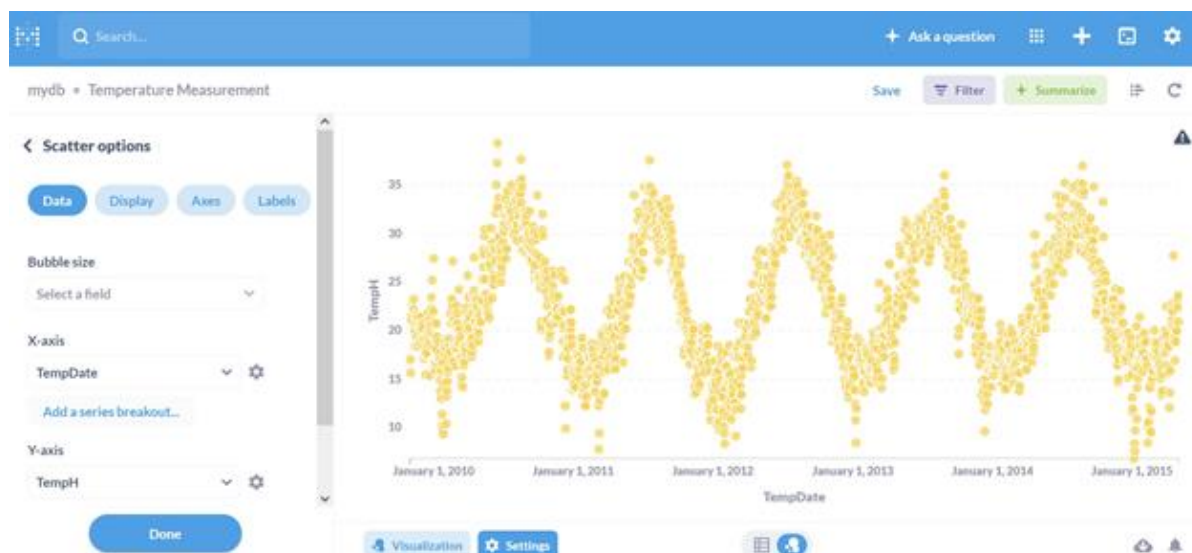 Search...
Ask a question
mydb • Temperature Measurement
Save
Filter
+ Summarize
Scatter options
Data
Display
Axes
Labels
Bubble size
Select a field
X-axis
TempDate
Add a series breakout...
Y-axis
TempH
Done
35
30
25
20
15
10
TempH
January 1, 2010
January 1, 2011
January 1, 2012
January 1, 2013
January 1, 2014
January 1, 2015
TempDate
Visualization
Settings